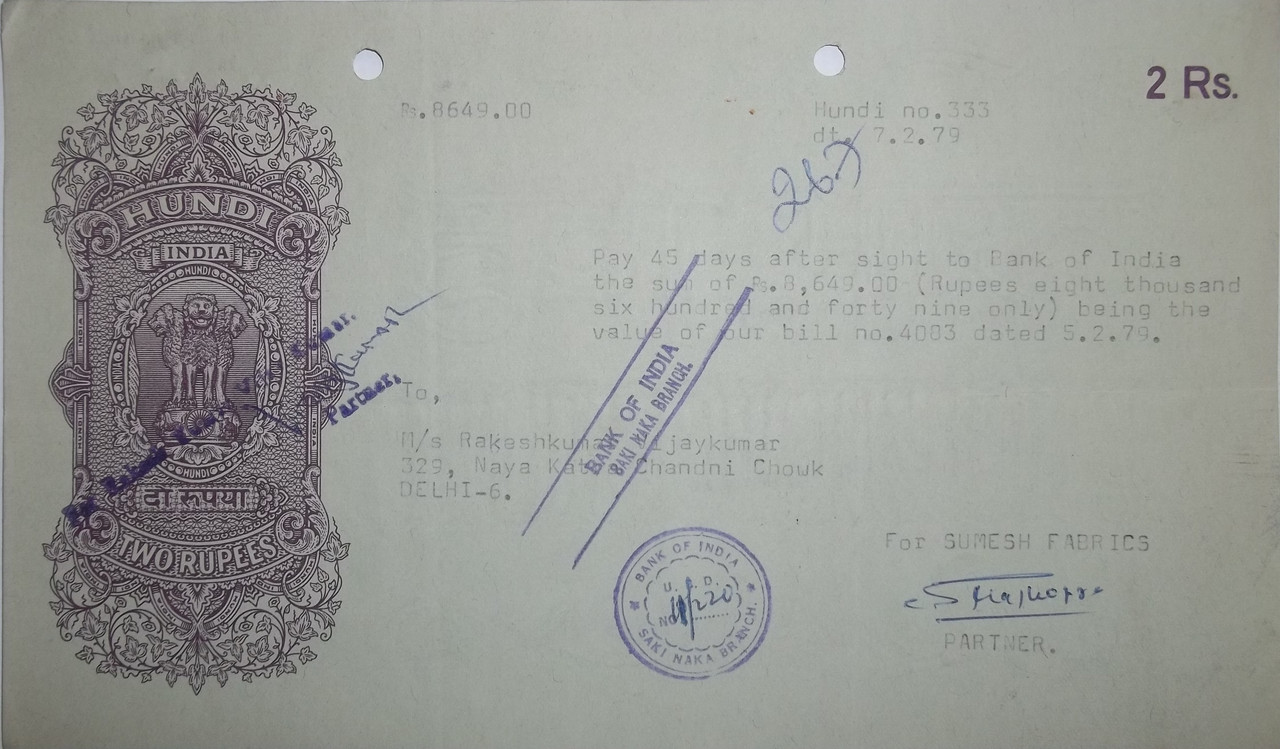 2 Rs.
Rs.8649.00
Hundi no.333
dt. 7.2.79
Pay 45 days after sight to Bank of India
the sum of Rs.8,649.00 (Rupees eight thousand
six hundred and forty nine only) being the
value of our bill no.4003 dated 5.2.79.
To,
M/s Rakeshkumar Vijaykumar
329, Naya Katra Chandni Chowk
DELHI-6.
For SUMESH FABRICS
PARTNER.
HUNDI
INDIA
HUNDI
INDIA
HUNDI
दो रुपया
TWO RUPEES
Kumar.
Partner.
BANK OF INDIA
SAKI NAKA BRANCH.
BANK OF INDIA
No
SAKI NAKA BRANCH.